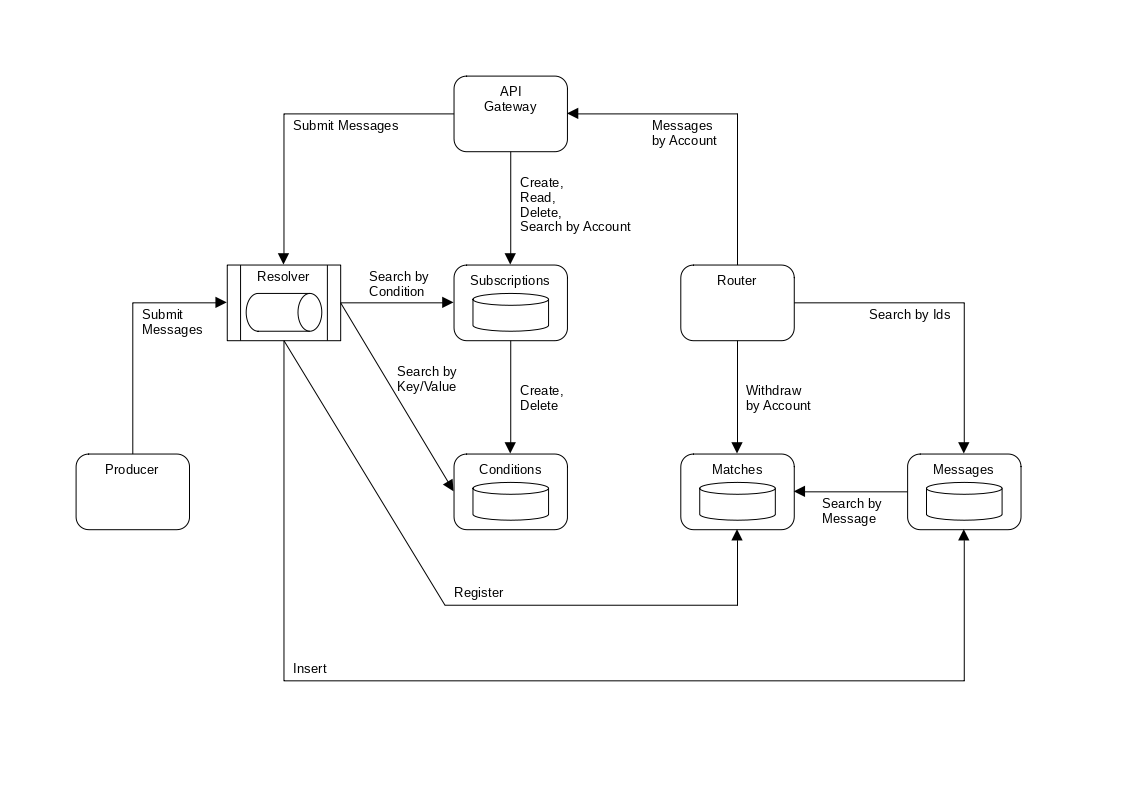 API
Gateway
Submit Messages
Messages
by Account
Create,
Read,
Delete,
Search by Account
Resolver
Search by
Condition
Subscriptions
Router
Submit
Messages
Search by Ids
Search by
Key/Value
Create,
Delete
Withdraw
by Account
Producer
Conditions
Matches
Messages
Search by
Message
Register
Insert